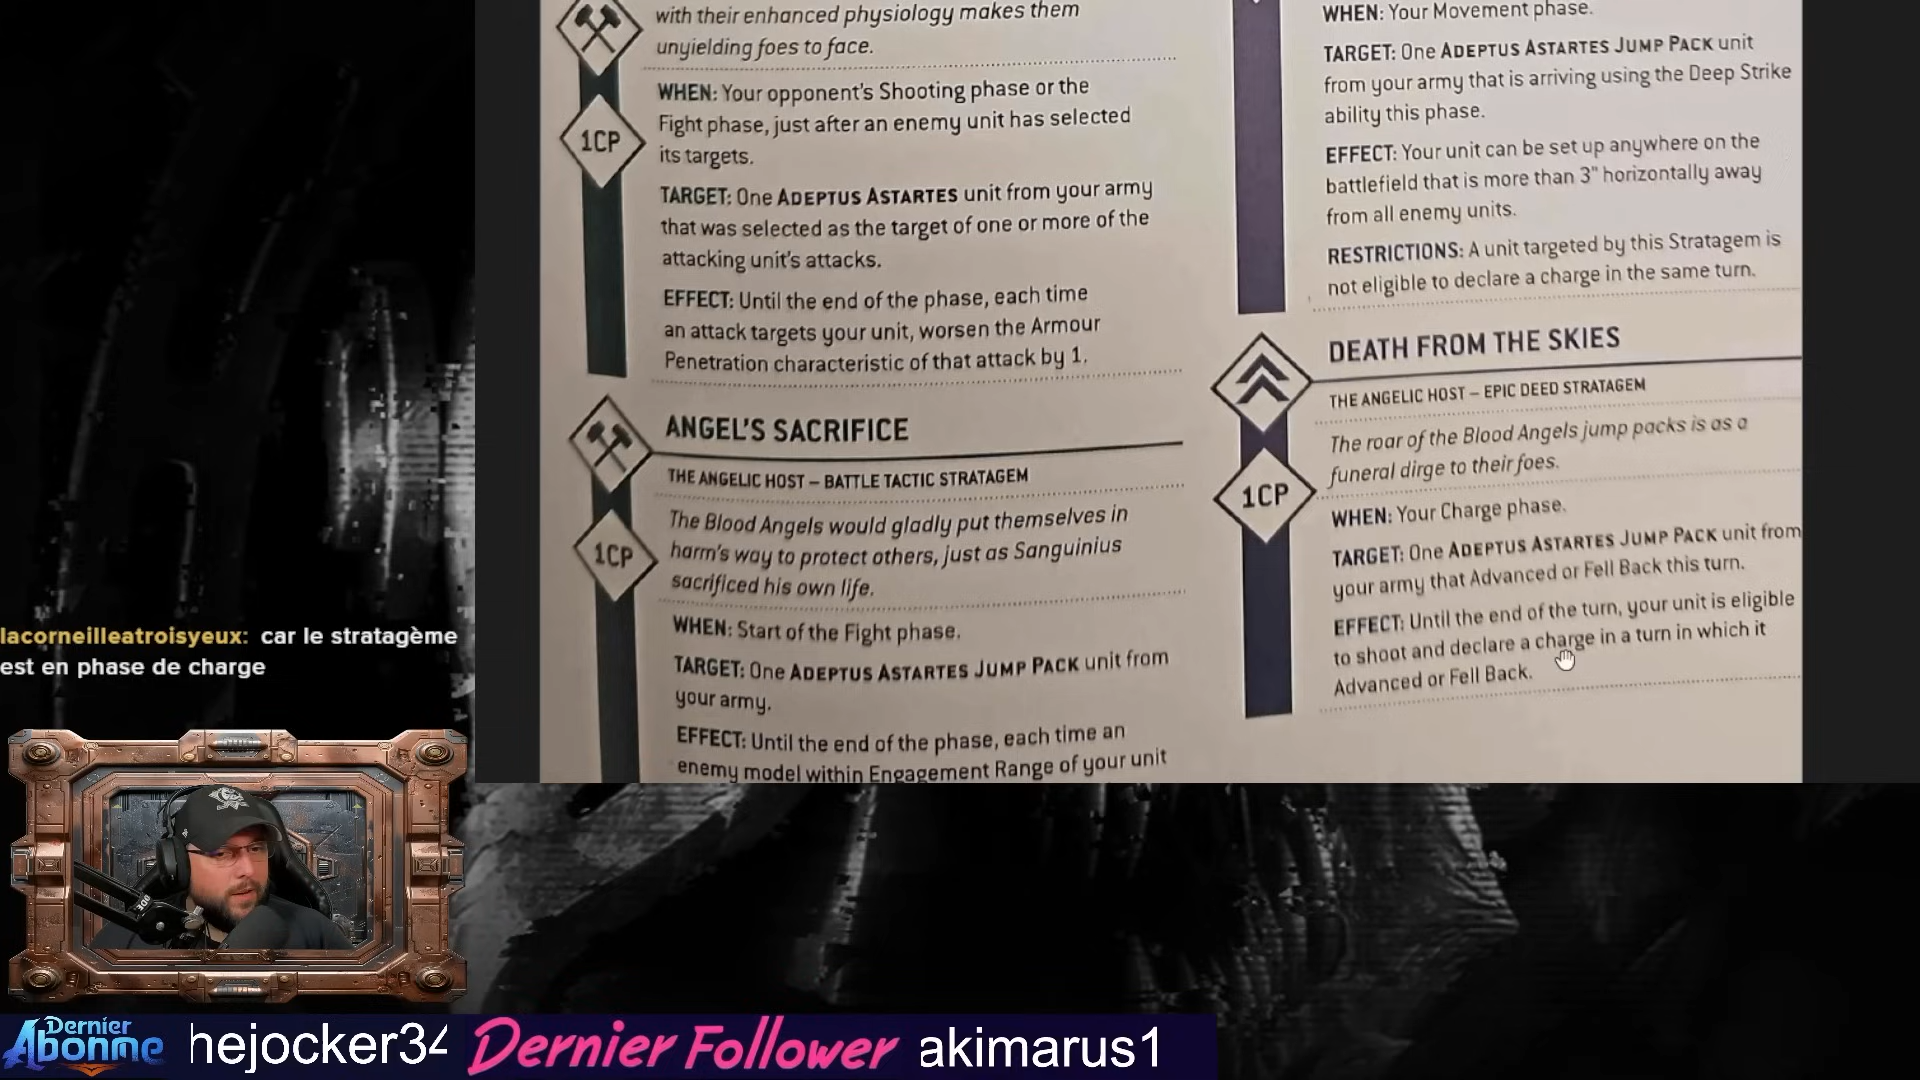 with their enhanced physiology makes them
unyielding foes to face.
1CP
WHEN: Your opponent's Shooting phase or the
Fight phase, just after an enemy unit has selected
its targets.
TARGET: One ADEPTUS ASTARTES unit from your army
that was selected as the target of one or more of the
attacking unit's attacks.
EFFECT: Until the end of the phase, each time
an attack targets your unit, worsen the Armour
Penetration characteristic of that attack by 1.
ANGEL'S SACRIFICE
THE ANGELIC HOST – BATTLE TACTIC STRATAGEM
1CP
The Blood Angels would gladly put themselves in
harm's way to protect others, just as Sanguinius
sacrificed his own life.
WHEN: Start of the Fight phase.
TARGET: One ADEPTUS ASTARTES JUMP PACK unit from
your army.
EFFECT: Until the end of the phase, each time an
enemy model within Engagement Range of your unit
WHEN: Your Movement phase.
TARGET: One ADEPTUS ASTARTES JUMP PACK unit
from your army that is arriving using the Deep Strike
ability this phase.
EFFECT: Your unit can be set up anywhere on the
battlefield that is more than 3" horizontally away
from all enemy units.
RESTRICTIONS: A unit targeted by this Stratagem is
not eligible to declare a charge in the same turn.
DEATH FROM THE SKIES
THE ANGELIC HOST – EPIC DEED STRATAGEM
The roar of the Blood Angels jump packs is as a
funeral dirge to their foes.
1CP
WHEN: Your Charge phase.
TARGET: One ADEPTUS ASTARTES JUMP PACK unit from
your army that Advanced or Fell Back this turn.
EFFECT: Until the end of the turn, your unit is eligible
to shoot and declare a charge in a turn in which it
Advanced or Fell Back.
lacorneilleatroisyeux: car le stratagème
est en phase de charge
Dernier
Abonné
hejocker34
Dernier Follower
akimarus1